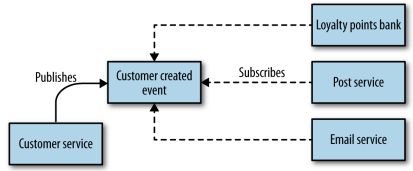 Loyalty points bank
Publishes
Customer created
event
Subscribes
Post service
Customer service
Email service